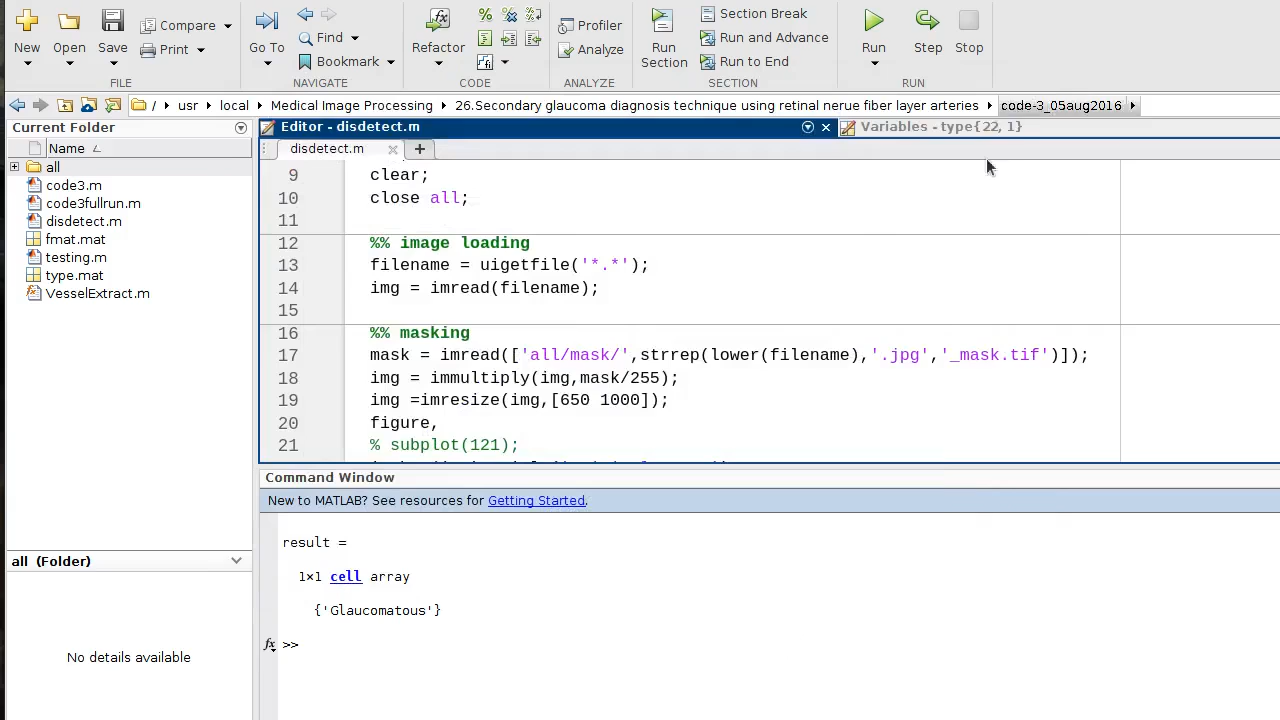 New
Open
Save
Compare
Print
FILE
Go To
Find
Bookmark
NAVIGATE
Refactor
CODE
Profiler
Analyze
ANALYZE
Run
Section
Section Break
Run and Advance
Run to End
SECTION
Run
Step
Stop
RUN
/ usr local Medical Image Processing 26.Secondary glaucoma diagnosis technique using retinal nerue fiber layer arteries code-3_05aug2016
Current Folder
Name
all
code3.m
code3fullrun.m
disdetect.m
fmat.mat
testing.m
type.mat
VesselExtract.m
all (Folder)
No details available
Editor - disdetect.m
Variables - type{22, 1}
disdetect.m
9 clear;
10 close all;
11
12 %% image loading
13 filename = uigetfile('*.*');
14 img = imread(filename);
15
16 %% masking
17 mask = imread(['all/mask/',strrep(lower(filename),'.jpg','_mask.tif')]);
18 img = immultiply(img,mask/255);
19 img =imresize(img,[650 1000]);
20 figure,
21 % subplot(121);
Command Window
New to MATLAB? See resources for Getting Started.
result =
1×1 cell array
{'Glaucomatous'}
fx >>